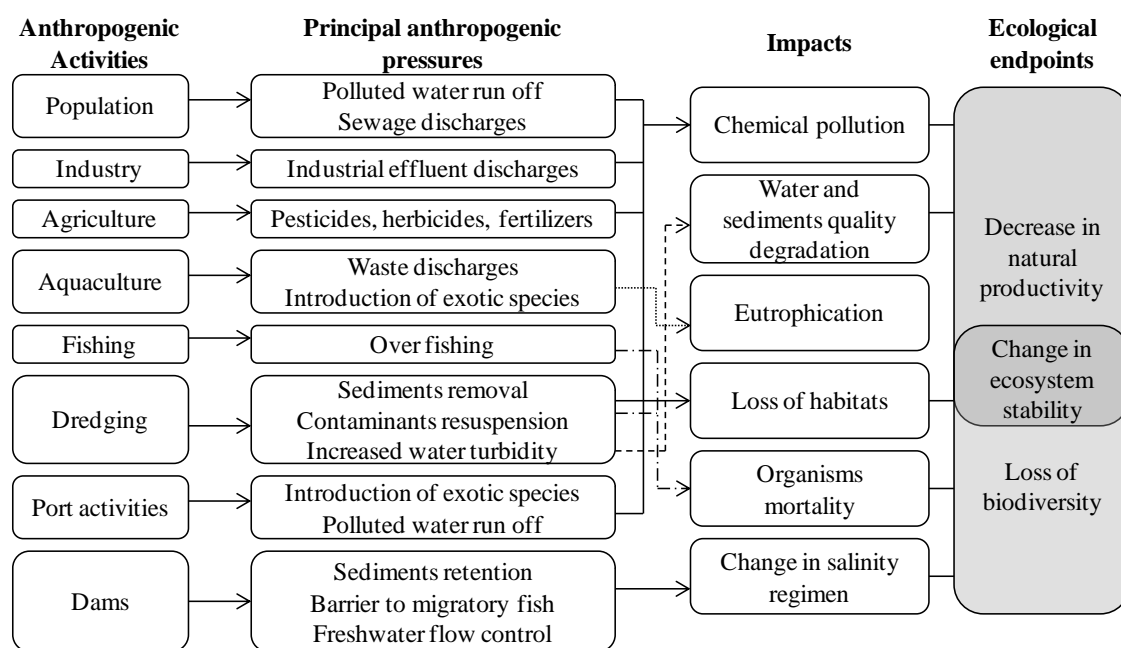 Anthropogenic
Activities
Principal anthropogenic
pressures
Impacts
Ecological
endpoints
Population
Polluted water run off
Sewage discharges
Chemical pollution
Industry
Industrial effluent discharges
Agriculture
Pesticides, herbicides, fertilizers
Water and
sediments quality
degradation
Aquaculture
Waste discharges
Introduction of exotic species
Eutrophication
Fishing
Over fishing
Dredging
Sediments removal
Contaminants resuspension
Increased water turbidity
Loss of habitats
Port activities
Introduction of exotic species
Polluted water run off
Organisms
mortality
Dams
Sediments retention
Barrier to migratory fish
Freshwater flow control
Change in salinity
regimen
Decrease in
natural
productivity
Change in
ecosystem
stability
Loss of
biodiversity